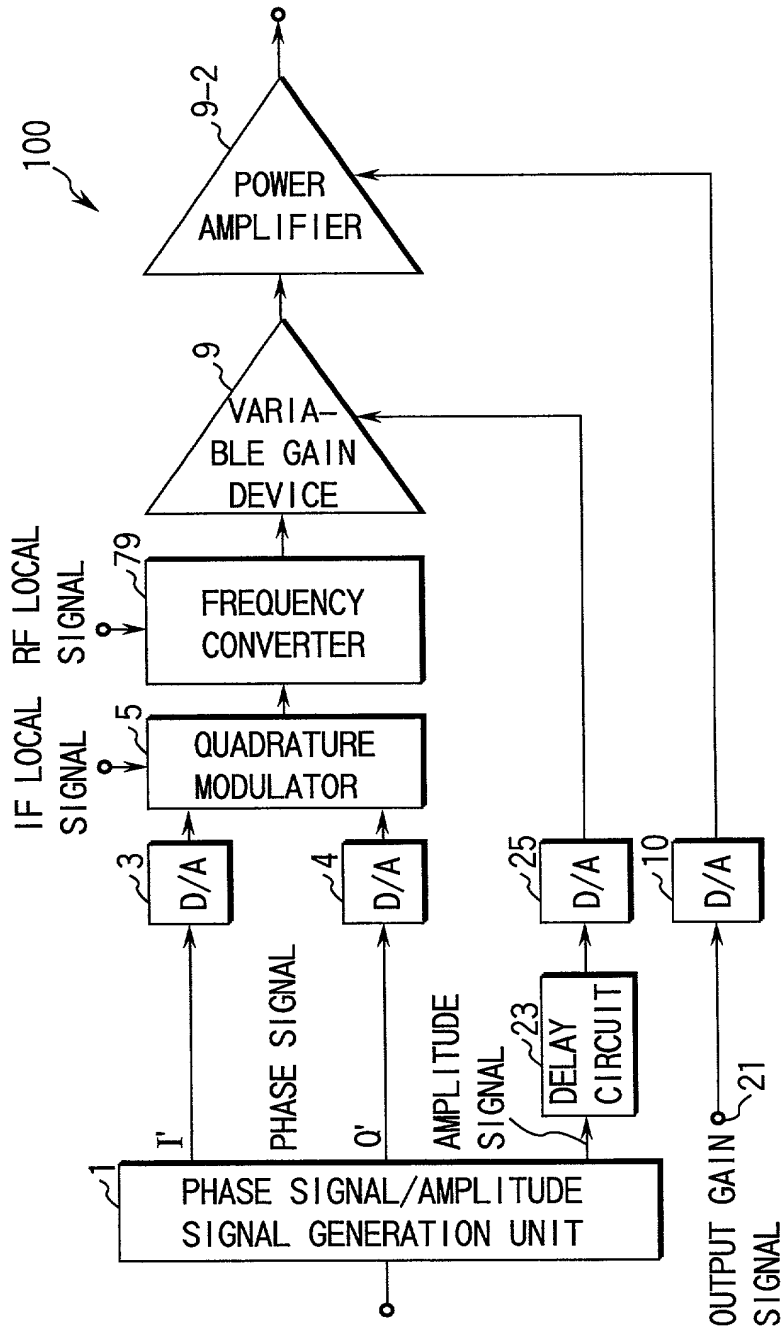 100
POWER
AMPLIFIER
9-2
VARIA-
BLE GAIN
DEVICE
9
RF LOCAL
SIGNAL
79
FREQUENCY
CONVERTER
IF LOCAL
SIGNAL
5
QUADRATURE
MODULATOR
3
D/A
4
D/A
25
D/A
10
D/A
I'
PHASE SIGNAL
Q'
AMPLITUDE
SIGNAL
23
DELAY
CIRCUIT
1
PHASE SIGNAL/AMPLITUDE
SIGNAL GENERATION UNIT
OUTPUT GAIN
SIGNAL
21